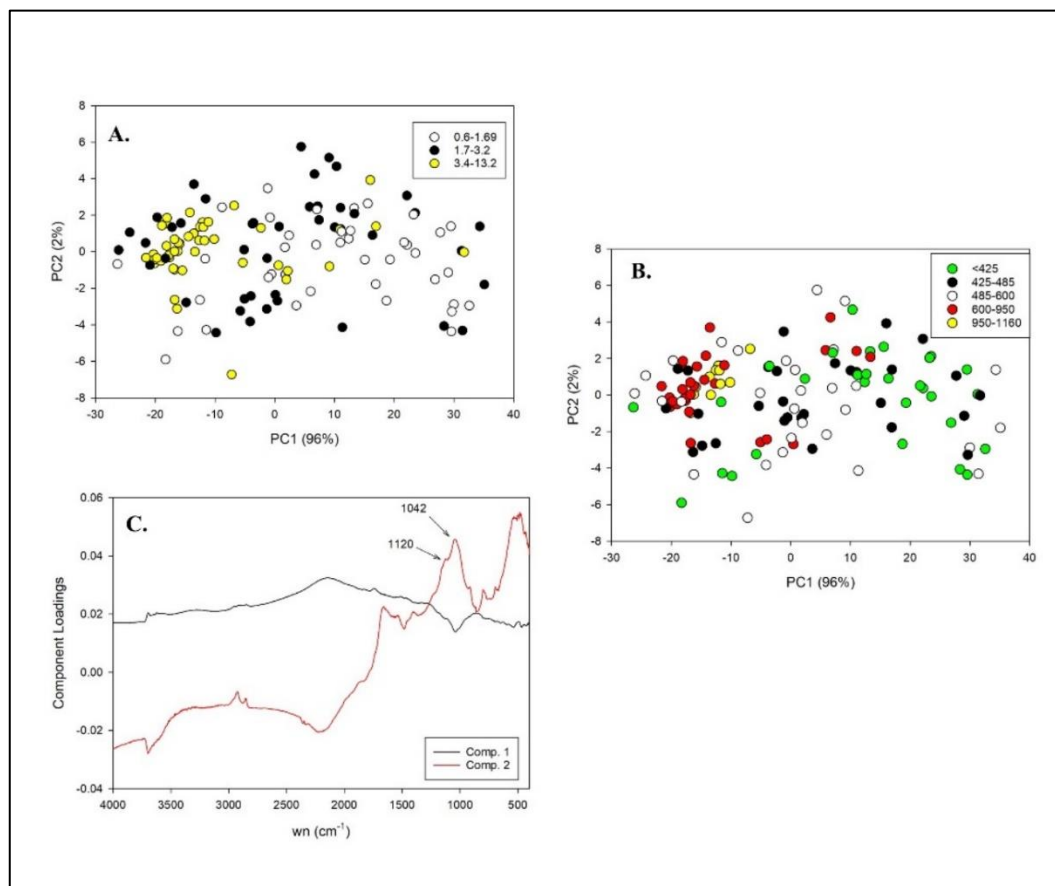 A.
0.6-1.69
1.7-3.2
3.4-13.2
8
6
4
2
0
-2
-4
-6
-8
PC2 (2%)
-30 -20 -10 0 10 20 30 40
PC1 (96%)
B.
<425
425-485
485-600
600-950
950-1160
8
6
4
2
0
-2
-4
-6
-8
PC2 (2%)
-30 -20 -10 0 10 20 30 40
PC1 (96%)
C.
1042
1120
0.06
0.04
0.02
0.00
-0.02
-0.04
Component Loadings
Comp. 1
Comp. 2
4000 3500 3000 2500 2000 1500 1000 500
wn (cm⁻¹)